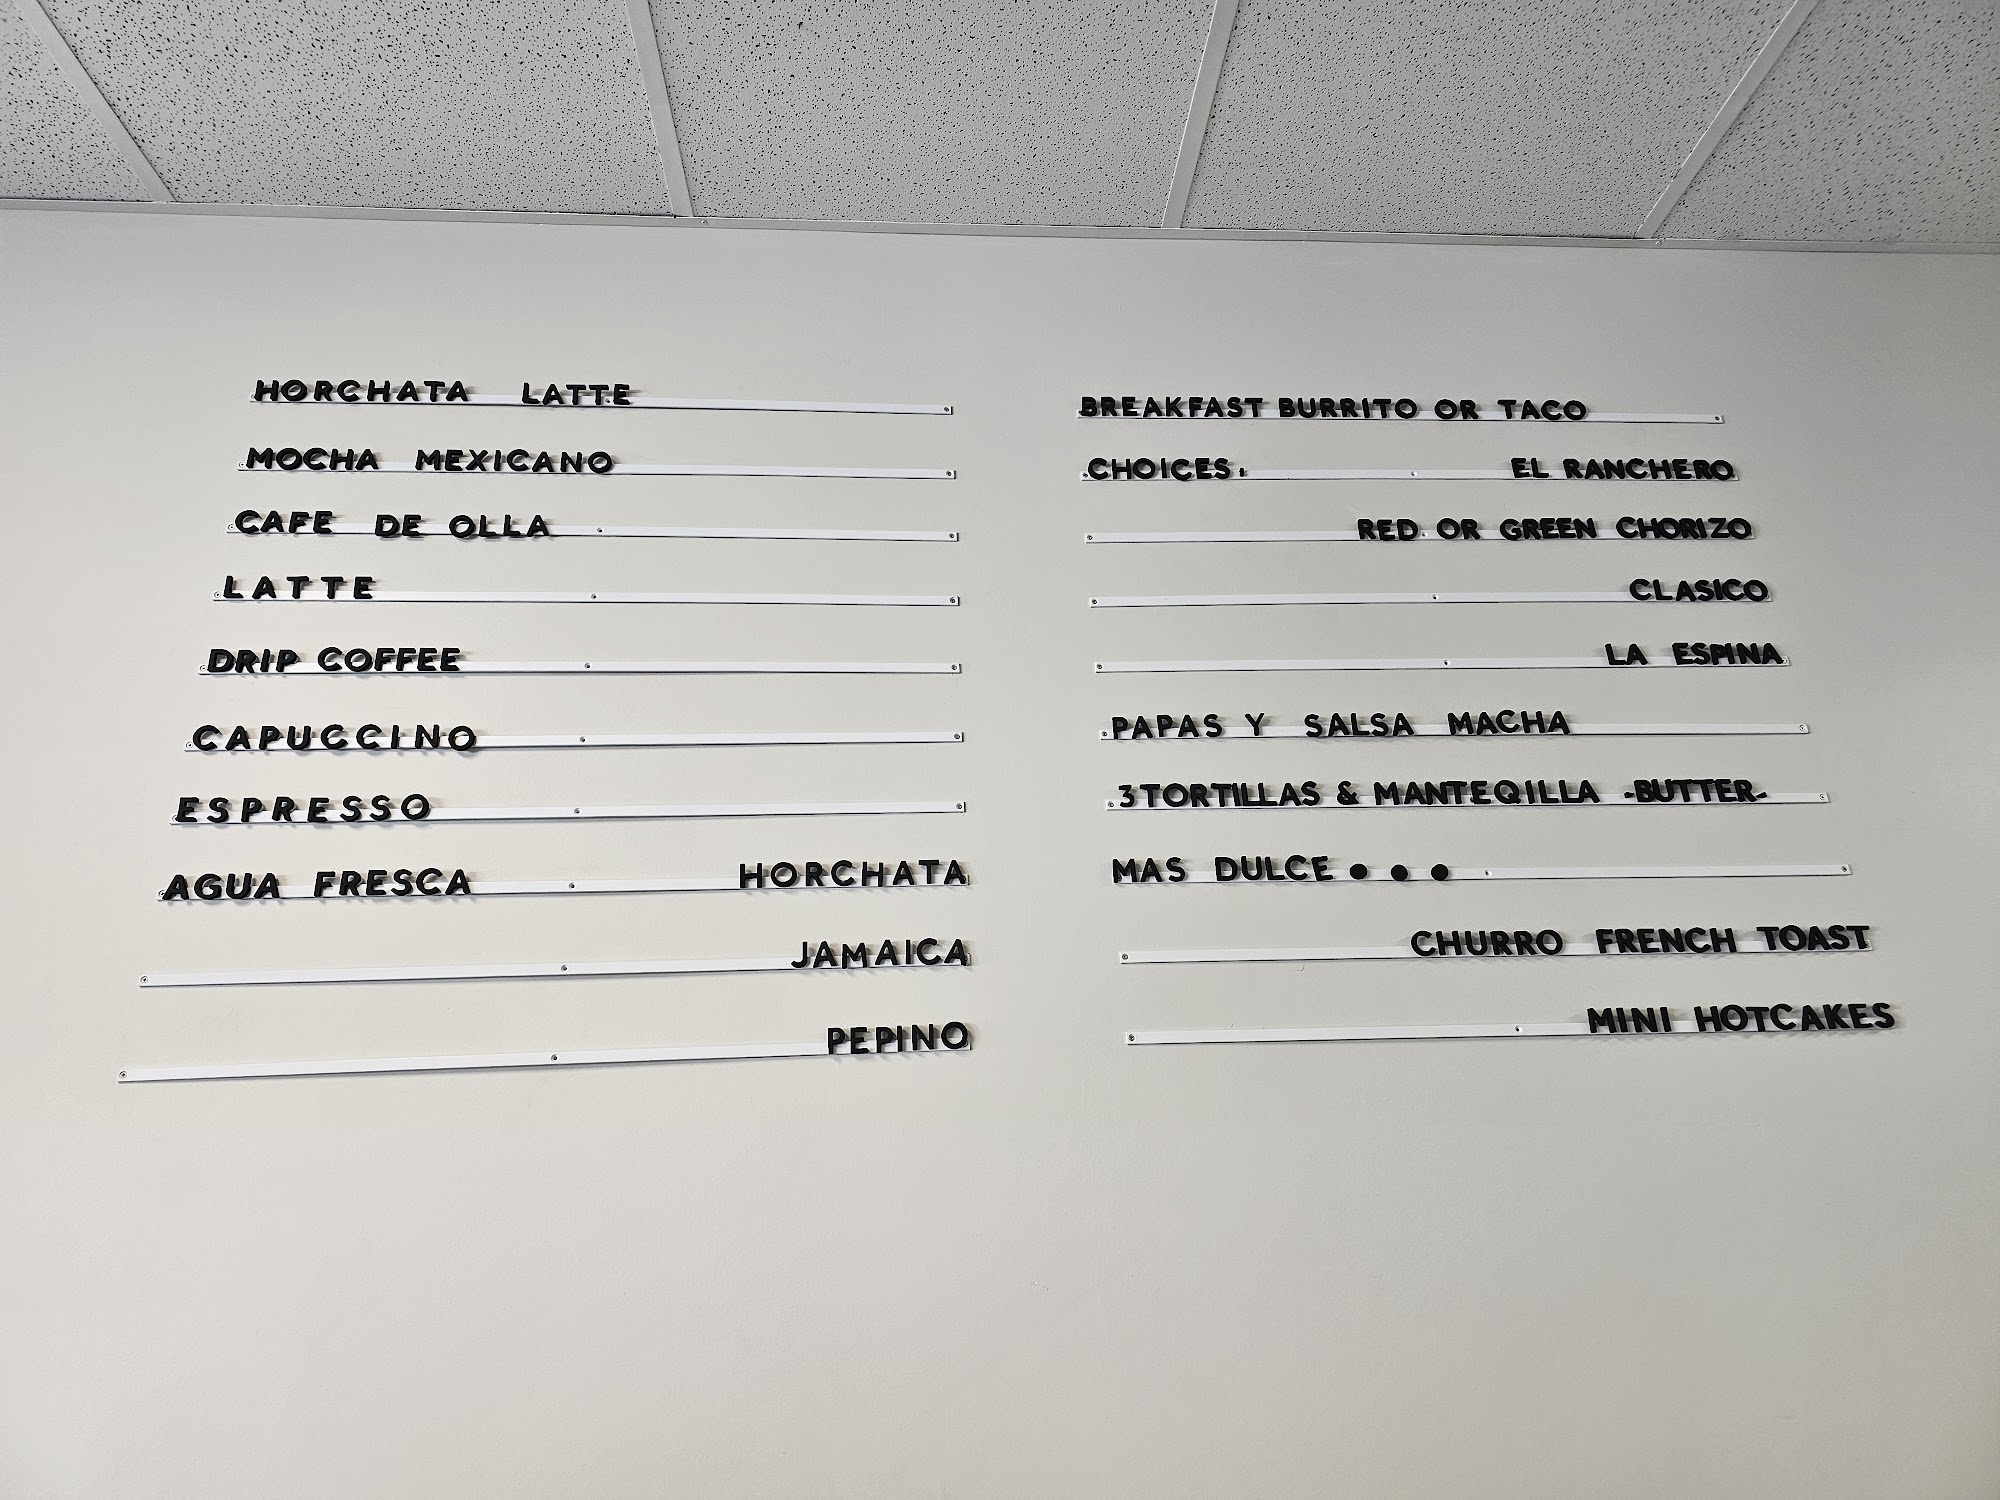 HORCHATA LATTE
MOCHA MEXICANO
CAFE DE OLLA
LATTE
DRIP COFFEE
CAPUCCINO
ESPRESSO
AGUA FRESCA HORCHATA
JAMAICA
PEPINO
BREAKFAST BURRITO OR TACO
CHOICES: EL RANCHERO
RED OR GREEN CHORIZO
CLASICO
LA ESPINA
PAPAS Y SALSA MACHA
3 TORTILLAS & MANTEQILLA -BUTTER-
MAS DULCE...
CHURRO FRENCH TOAST
MINI HOTCAKES